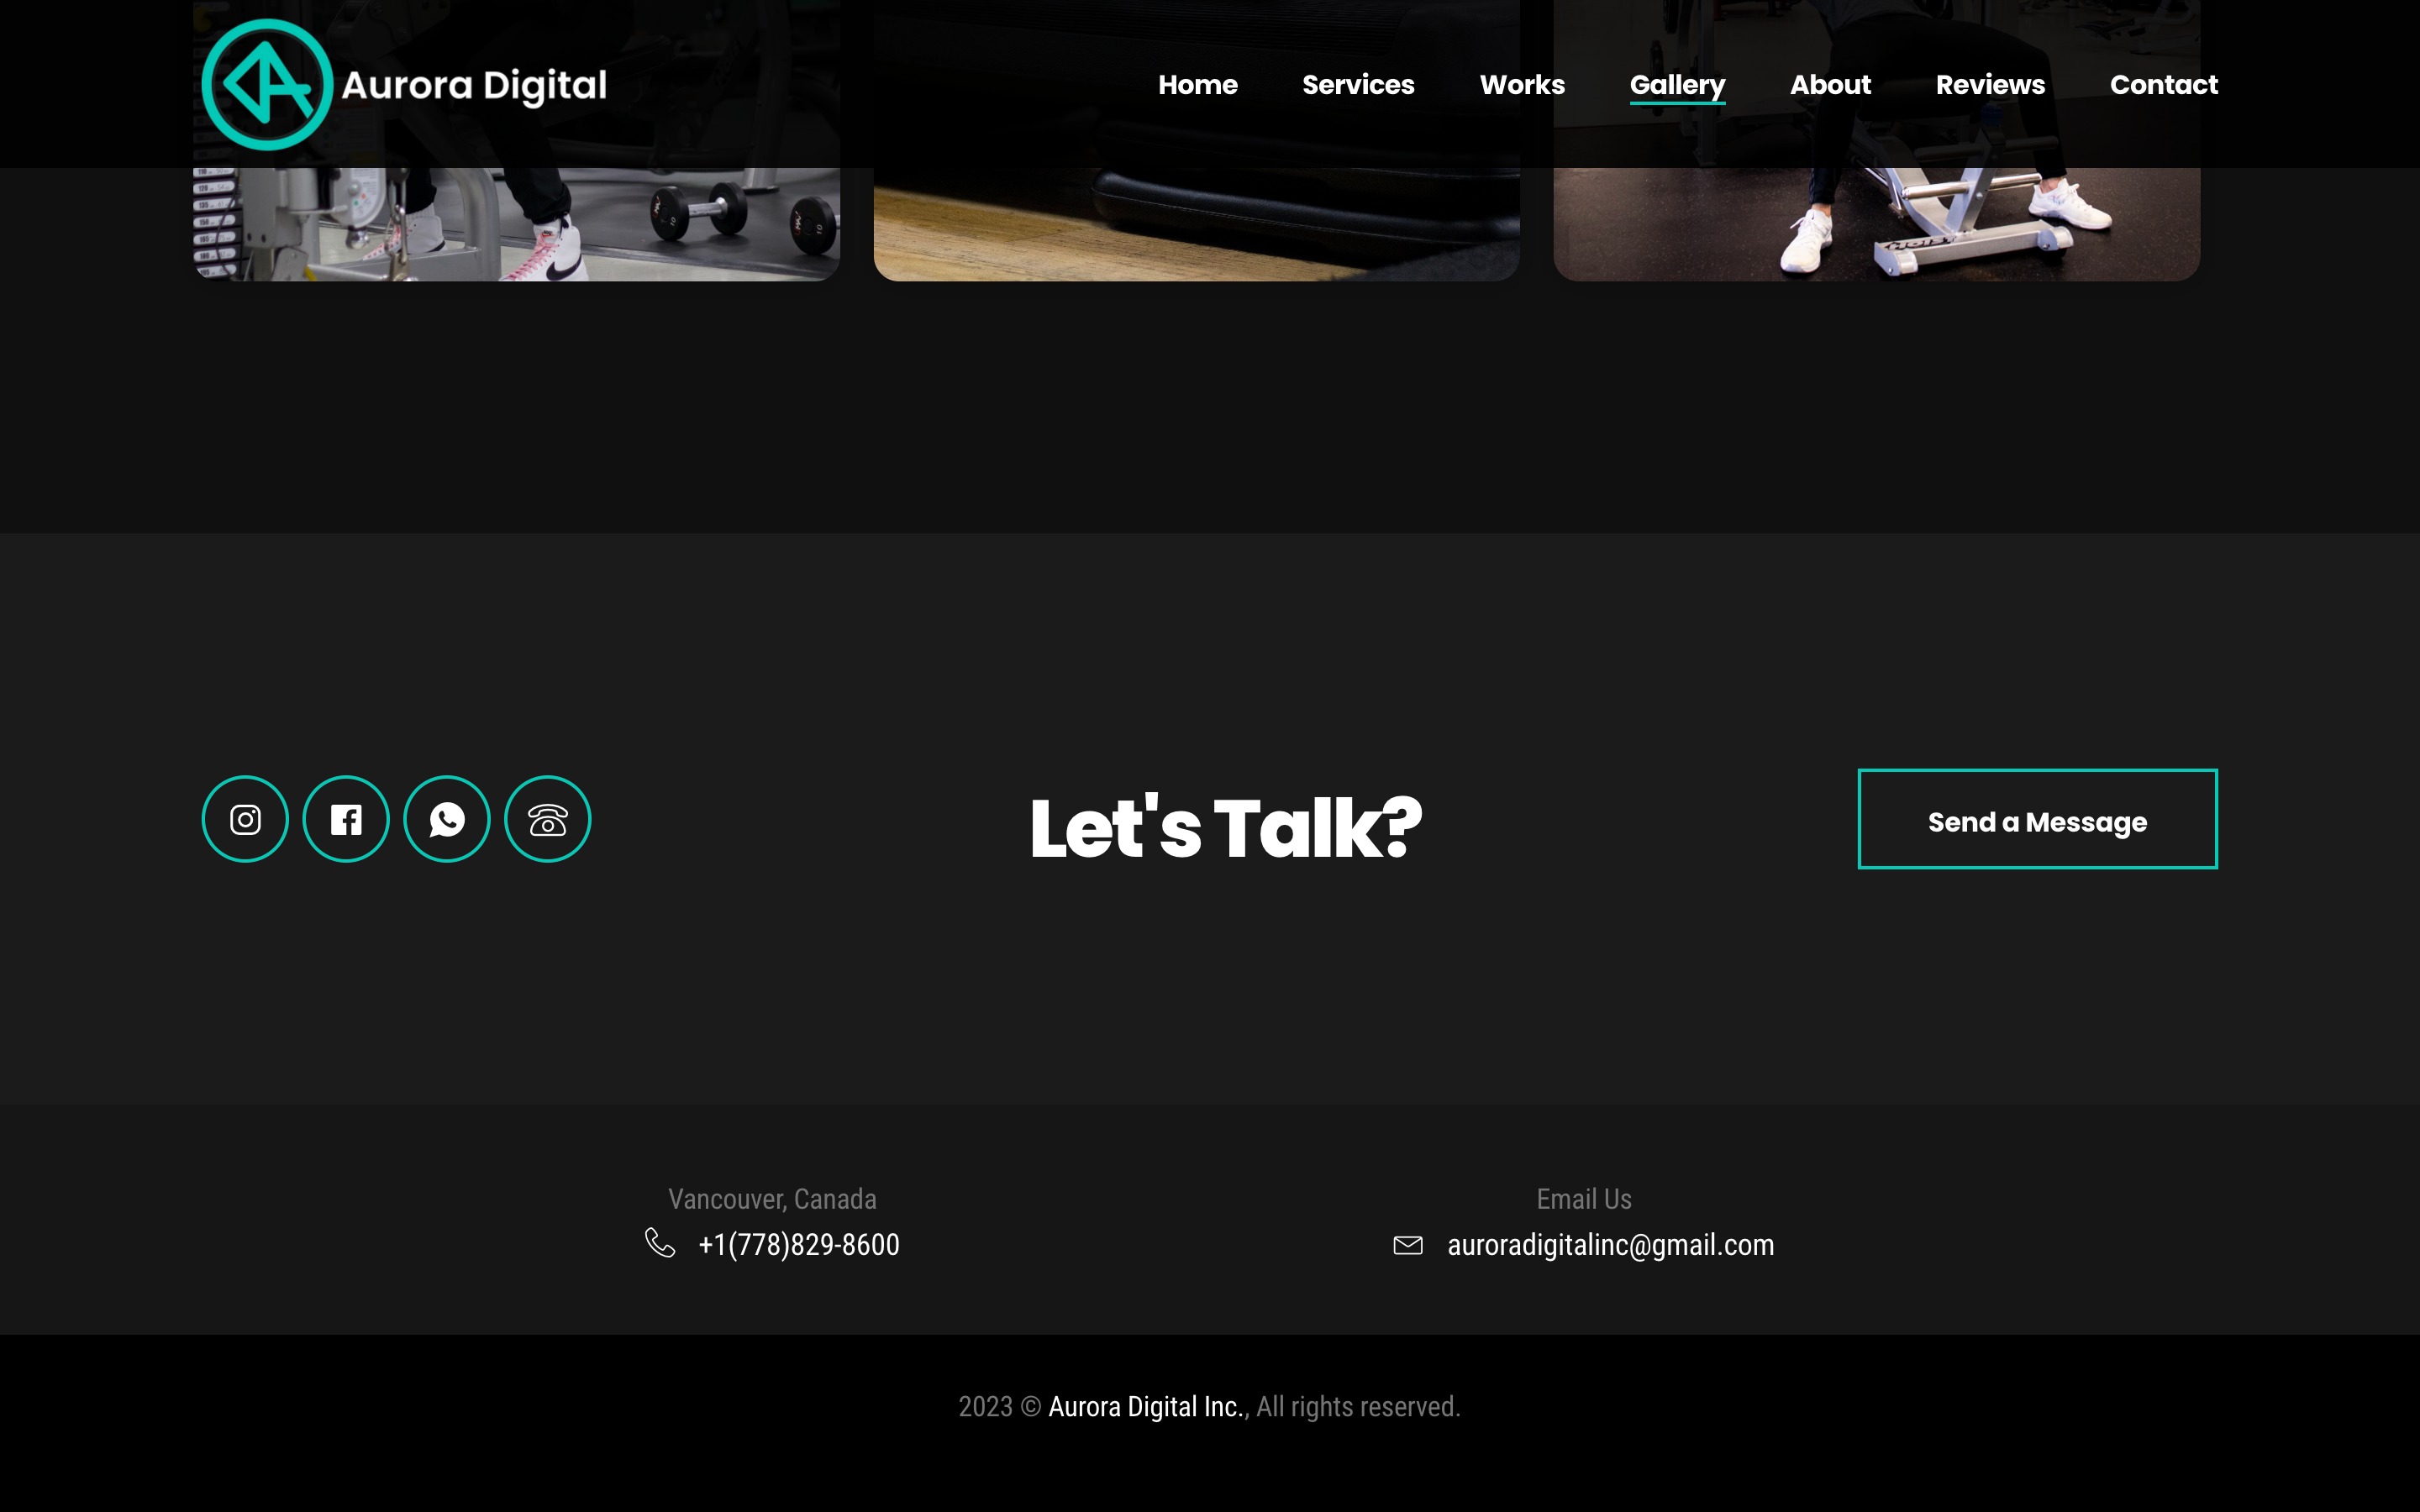 Aurora Digital
Home Services Works Gallery About Reviews Contact
Let's Talk?
Send a Message
Vancouver, Canada
+1(778)829-8600
Email Us
auroradigitalinc@gmail.com
2023 © Aurora Digital Inc., All rights reserved.